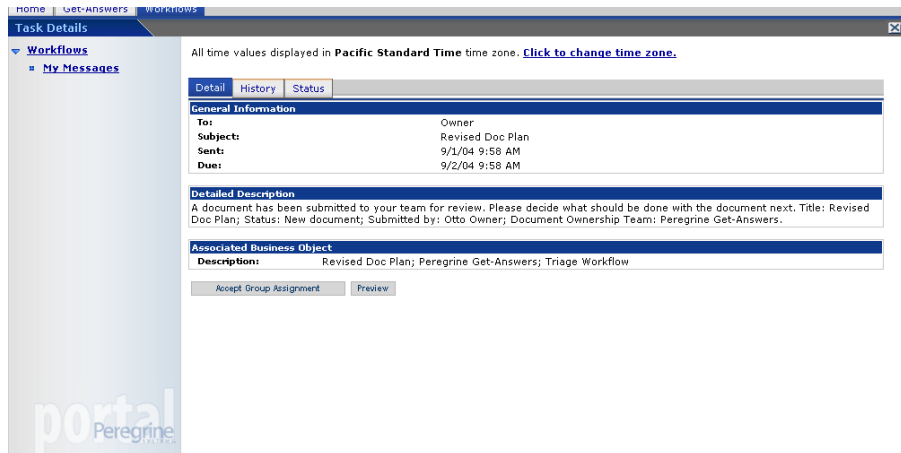 Home Get-Answers Workflows
Task Details
Workflows
My Messages
All time values displayed in Pacific Standard Time time zone. Click to change time zone.
Detail History Status
General Information
To: Owner
Subject: Revised Doc Plan
Sent: 9/1/04 9:58 AM
Due: 9/2/04 9:58 AM
Detailed Description
A document has been submitted to your team for review. Please decide what should be done with the document next. Title: Revised
Doc Plan; Status: New document; Submitted by: Otto Owner; Document Ownership Team: Peregrine Get-Answers.
Associated Business Object
Description: Revised Doc Plan; Peregrine Get-Answers; Triage Workflow
Accept Group Assignment Preview
portal
Peregrine